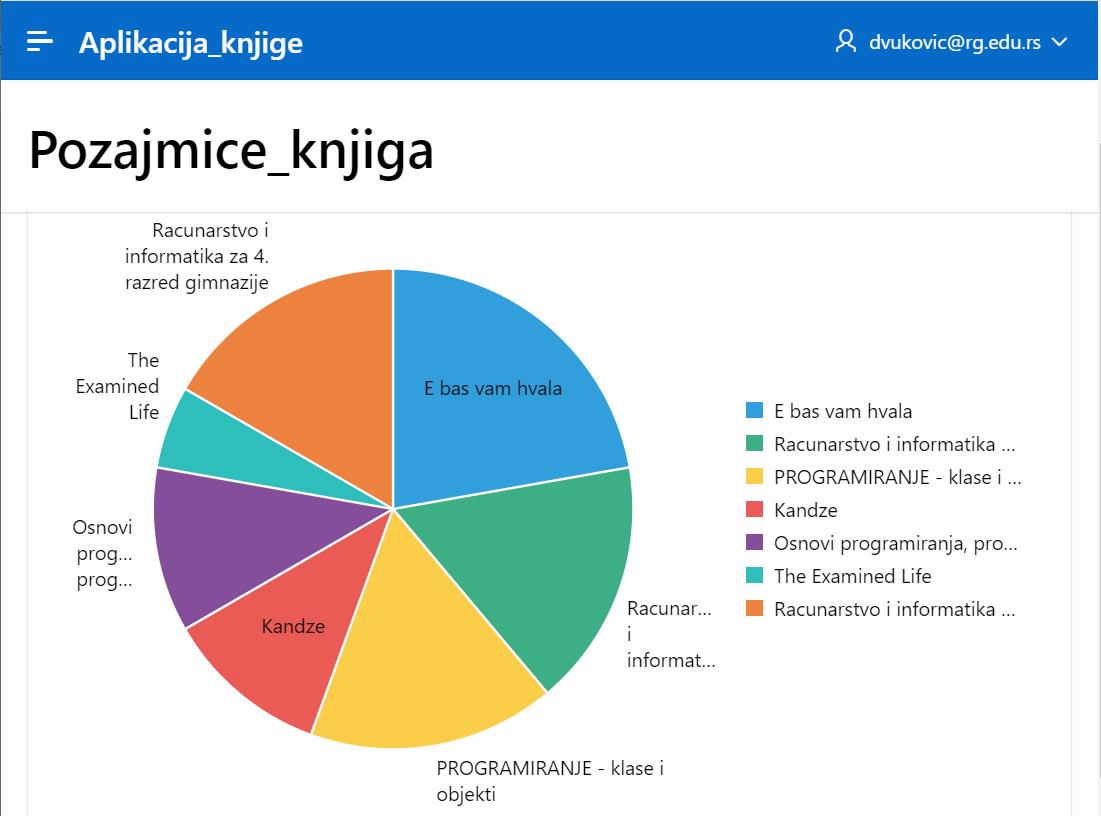 Aplikacija_knjige
dvukovic@rg.edu.rs
Pozajmice_knjiga
Racunarstvo i
informatika za 4.
razred gimnazije
The
Examined
Life
E bas vam hvala
Osnovi
prog...
prog...
Kandze
Racunar...
i
informat...
PROGRAMIRANJE - klase i
objekti
E bas vam hvala
Racunarstvo i informatika ...
PROGRAMIRANJE - klase i ...
Kandze
Osnovi programiranja, pro...
The Examined Life
Racunarstvo i informatika ...